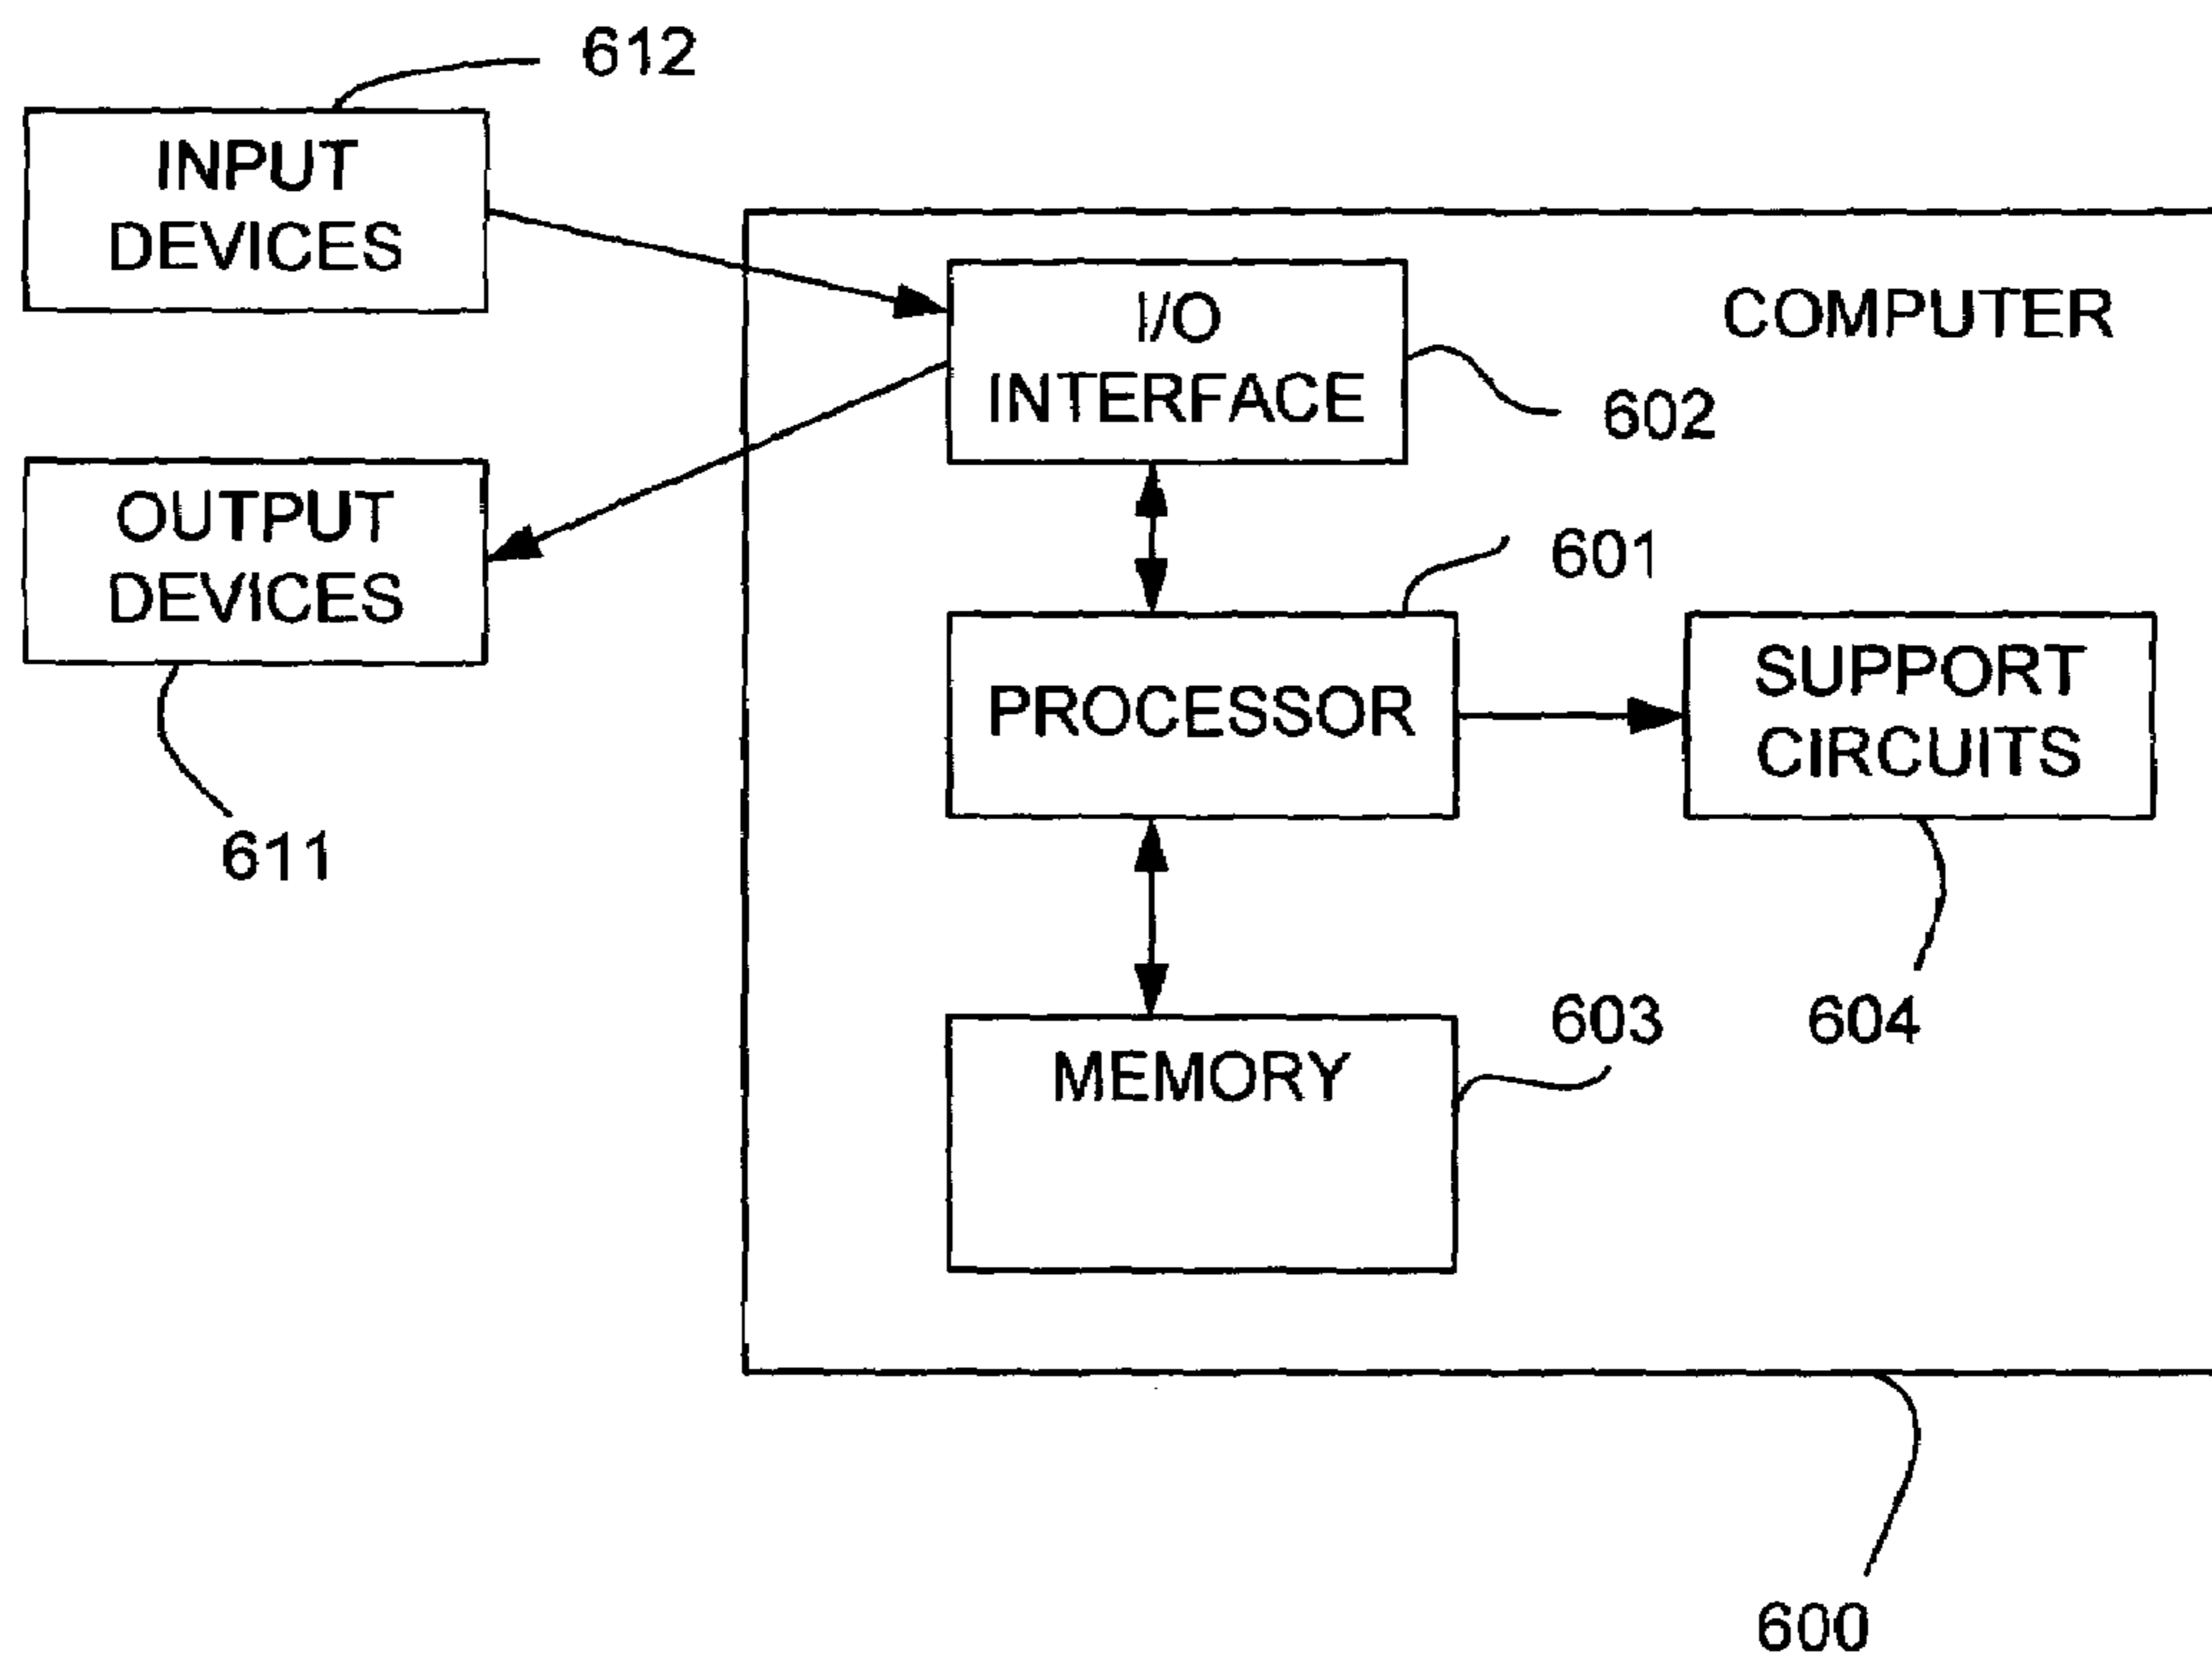 612
INPUT
DEVICES
COMPUTER
I/O
INTERFACE
602
OUTPUT
DEVICES
601
611
PROCESSOR
SUPPORT
CIRCUITS
603
604
MEMORY
600